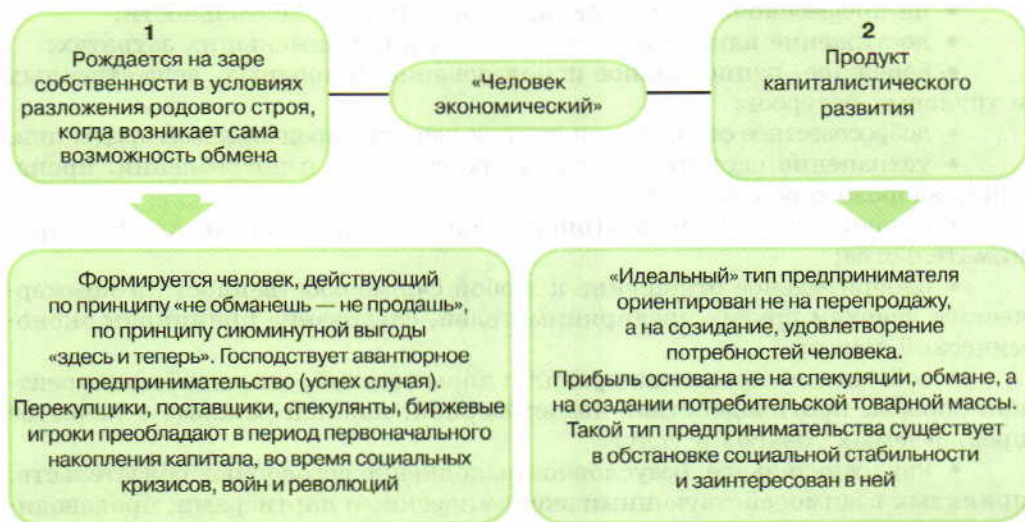 1
Рождается на заре
собственности в условиях
разложения родового строя,
когда возникает сама
возможность обмена
«Человек
экономический»
2
Продукт
капиталистического
развития
Формируется человек, действующий
по принципу «не обманешь — не продашь»,
по принципу сиюминутной выгоды
«здесь и теперь». Господствует авантюрное
предпринимательство (успех случая).
Перекупщики, поставщики, спекулянты, биржевые
игроки преобладают в период первоначального
накопления капитала, во время социальных
кризисов, войн и революций
«Идеальный» тип предпринимателя
ориентирован не на перепродажу,
а на созидание, удовлетворение
потребностей человека.
Прибыль основана не на спекуляции, обмане, а
на создании потребительской товарной массы.
Такой тип предпринимательства существует
в обстановке социальной стабильности
и заинтересован в ней